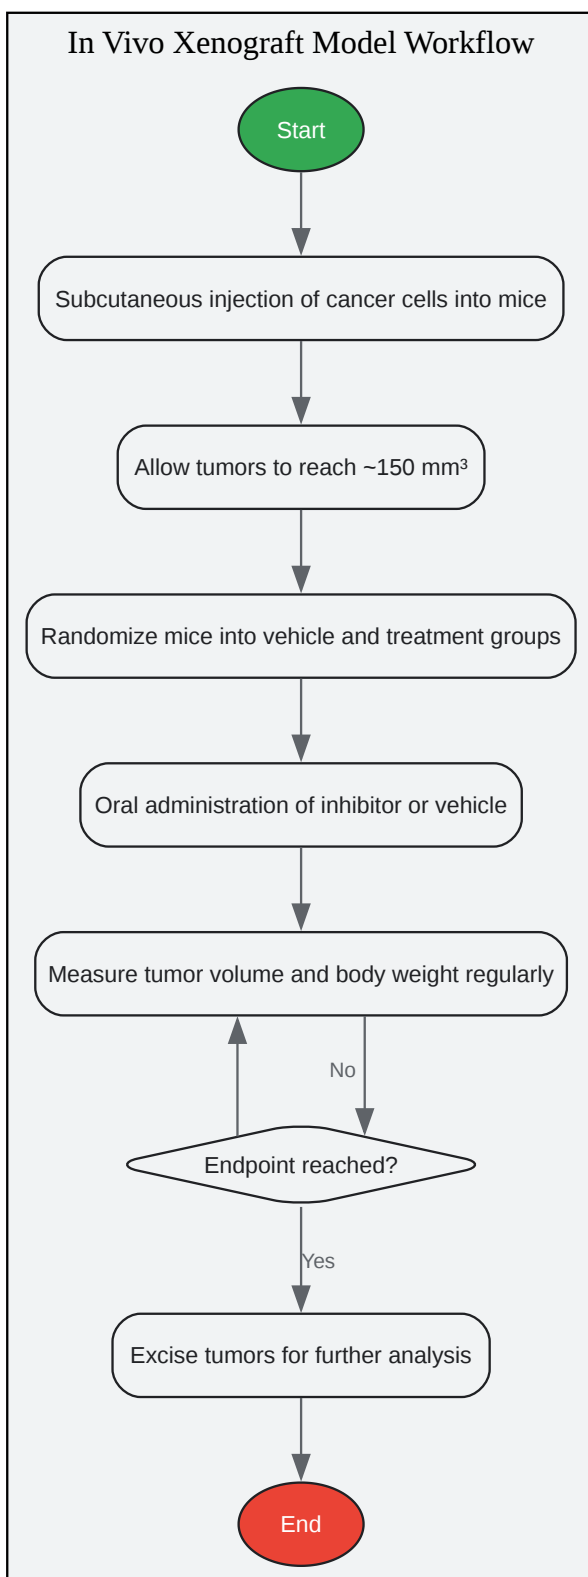 In Vivo Xenograft Model Workflow
Start
Subcutaneous injection of cancer cells into mice
Allow tumors to reach ~150 mm³
Randomize mice into vehicle and treatment groups
Oral administration of inhibitor or vehicle
Measure tumor volume and body weight regularly
No
Endpoint reached?
Yes
Excise tumors for further analysis
End